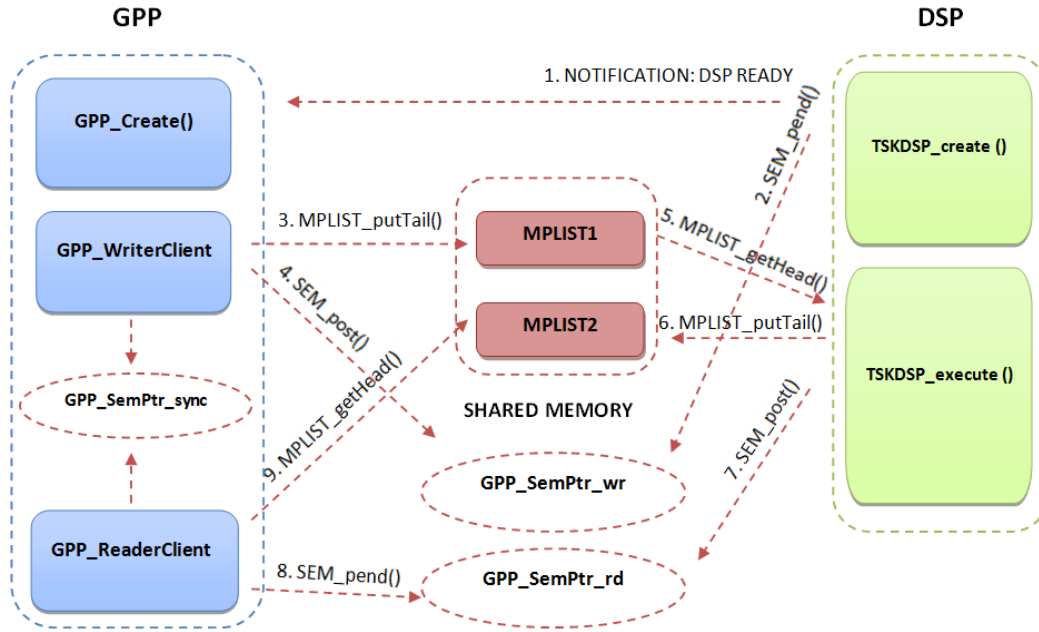 GPP
DSP
1. NOTIFICATION: DSP READY
GPP_Create()
2. SEM_pend()
TSKDSP_create ()
GPP_WriterClient
3. MPLIST_putTail()
MPLIST1
5. MPLIST_getHead()
4. SEM_post()
MPLIST2
6. MPLIST_putTail()
GPP_SemPtr_sync
9. MPLIST_getHead()
SHARED MEMORY
7. SEM_post()
TSKDSP_execute ()
GPP_SemPtr_wr
GPP_ReaderClient
8. SEM_pend()
GPP_SemPtr_rd